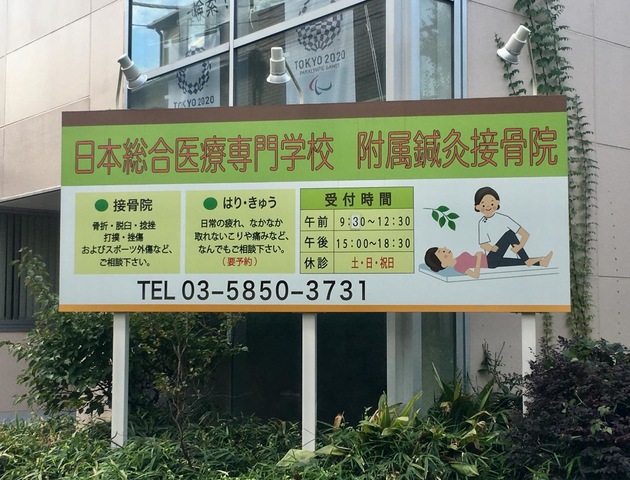 検索
TOKYO 2020
TOKYO 2020
PARALYMPIC GAMES
日本総合医療専門学校 附属鍼灸接骨院
●接骨院
骨折・脱臼・捻挫
打撲・挫傷
およびスポーツ外傷など、
ご相談下さい。
●はり・きゅう
日常の疲れ、なかなか
取れないこりや痛みなど、
なんでもご相談下さい。
(要予約)
受付時間
午前 9:30〜12:30
午後 15:00〜18:30
休診 土・日・祝日
TEL 03-5850-3731